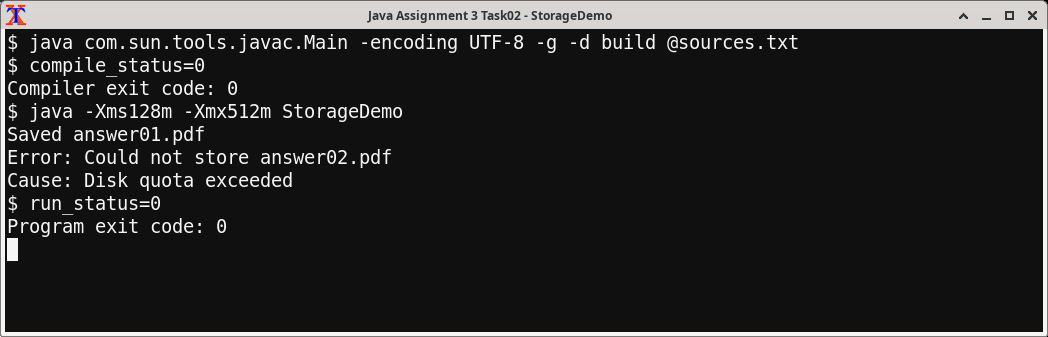 Java Assignment 3 Task02 - StorageDemo
$ java com.sun.tools.javac.Main -encoding UTF-8 -g -d build @sources.txt
$ compile_status=0
Compiler exit code: 0
$ java -Xms128m -Xmx512m StorageDemo
Saved answer01.pdf
Error: Could not store answer02.pdf
Cause: Disk quota exceeded
$ run_status=0
Program exit code: 0